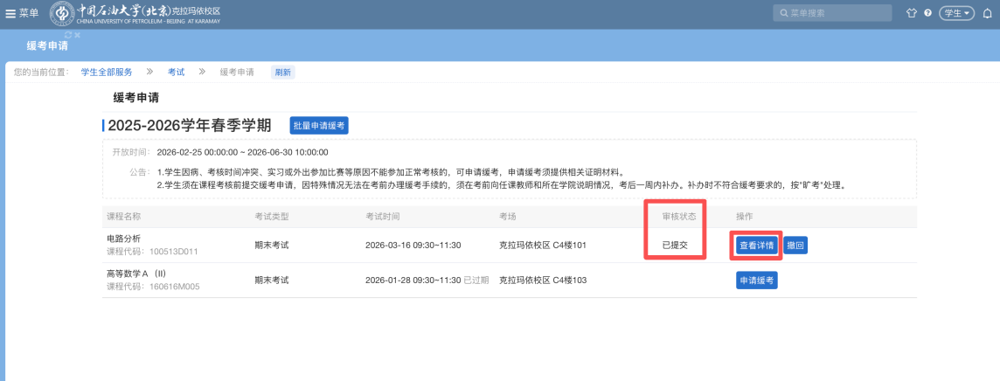 菜单 中国石油大学(北京)克拉玛依校区 菜单搜索 学生
CHINA UNIVERSITY OF PETROLEUM-BEIJING AT KARAMAY
缓考申请
您的当前位置: 学生全部服务 » 考试 » 缓考申请 刷新
缓考申请
2025-2026学年春季学期 批量申请缓考
开放时间: 2026-02-25 00:00:00 ~ 2026-06-30 10:00:00
公告: 1.学生因病、考核时间冲突、实习或外出参加比赛等原因不能参加正常考核的，可申请缓考，申请缓考须提供相关证明材料。
2.学生须在课程考核前提交缓考申请，因特殊情况无法在考前办理缓考手续的，须在考前向任课教师和所在学院说明情况，考后一周内补办。补办时不符合缓考要求的，按"旷考"处理。
课程名称 考试类型 考试时间 考场 审核状态 操作
电路分析
课程代码: 100513D011
期末考试 2026-03-16 09:30~11:30 克拉玛依校区 C4楼101 已提交 查看详情 撤回
高等数学A (II)
课程代码: 160616M005
期末考试 2026-01-28 09:30~11:30 已过期 克拉玛依校区 C4楼103 申请缓考